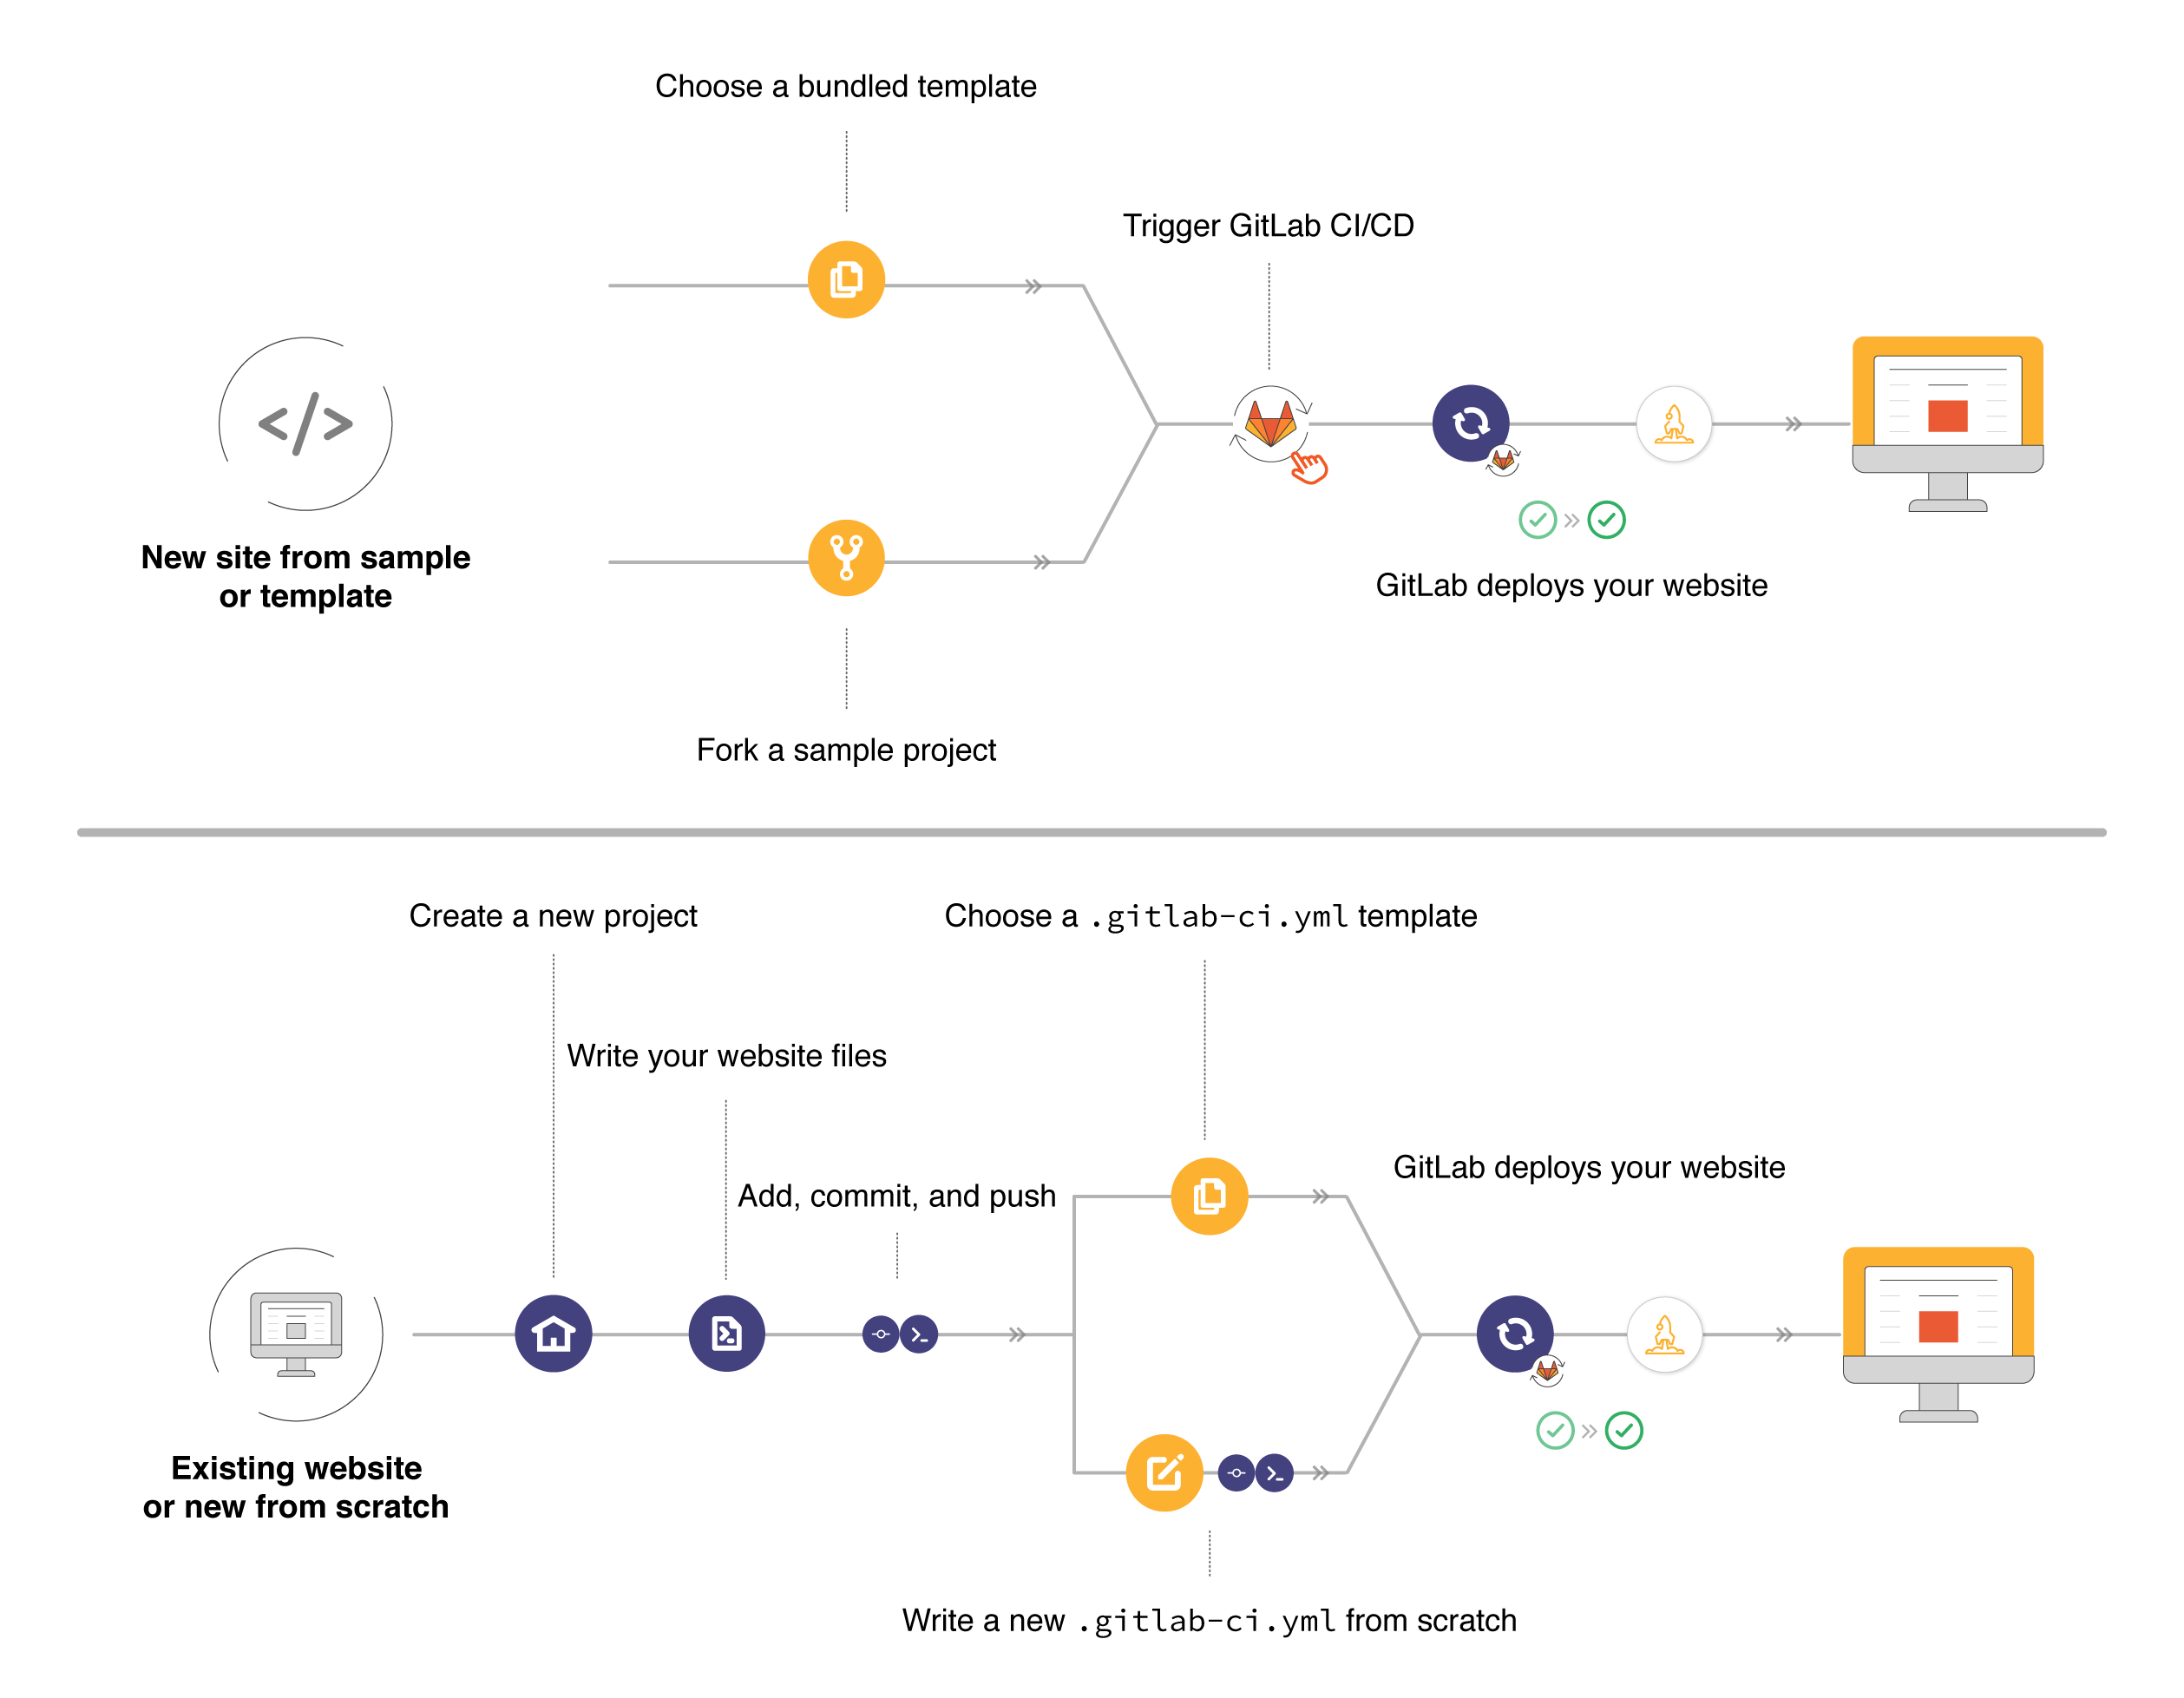 Choose a bundled template
Trigger GitLab CI/CD
New site from sample
or template
GitLab deploys your website
Fork a sample project
Create a new project
Choose a .gitlab-ci.yml template
Write your website files
GitLab deploys your website
Add, commit, and push
Existing website
or new from scratch
Write a new .gitlab-ci.yml from scratch